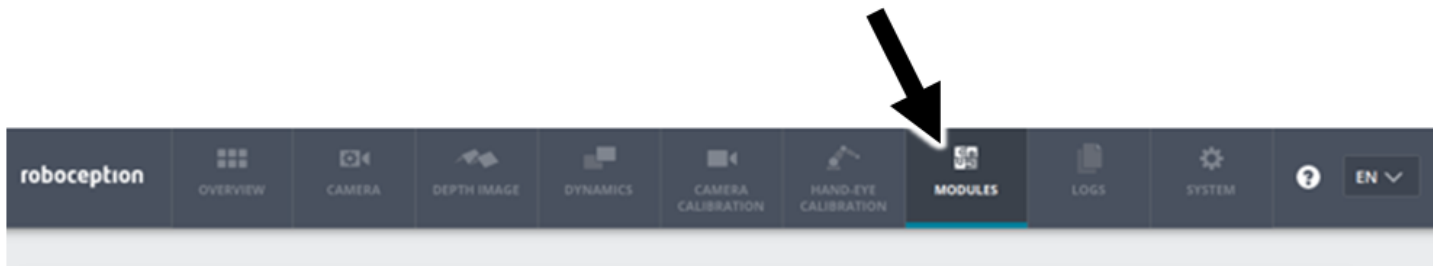 roboception
OVERVIEW
CAMERA
DEPTH IMAGE
DYNAMICS
CAMERA
CALIBRATION
HAND-EYE
CALIBRATION
MODULES
LOGS
SYSTEM
?
EN